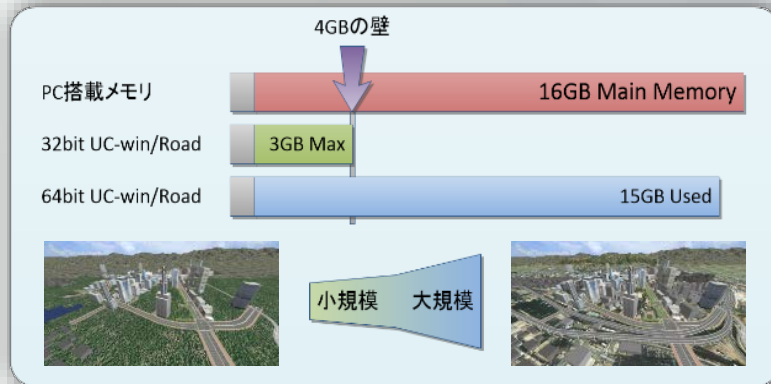 4GBの壁
PC搭載メモリ
16GB Main Memory
32bit UC-win/Road
3GB Max
64bit UC-win/Road
15GB Used
小規模
大規模